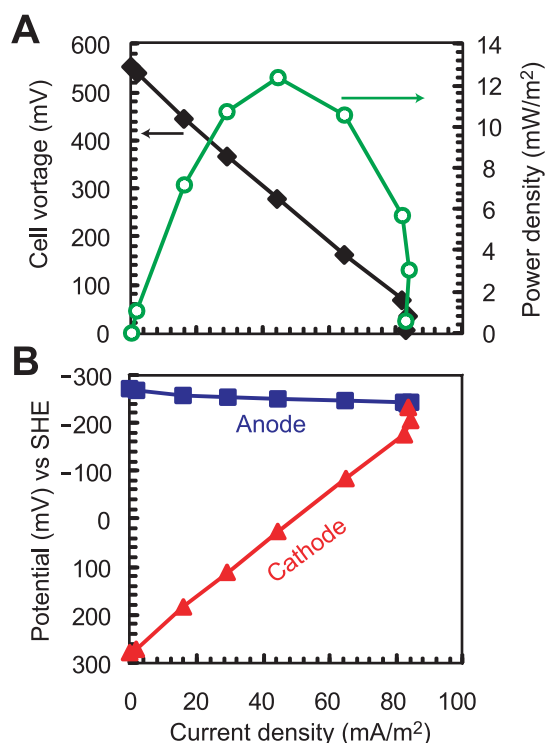 A
600
500
400
300
200
100
0
Cell vortage (mV)
14
12
10
8
6
4
2
0
Power density (mW/m²)
B
−300
−200
−100
0
100
200
300
Potential (mV) vs SHE
Anode
Cathode
0 20 40 60 80 100
Current density (mA/m²)